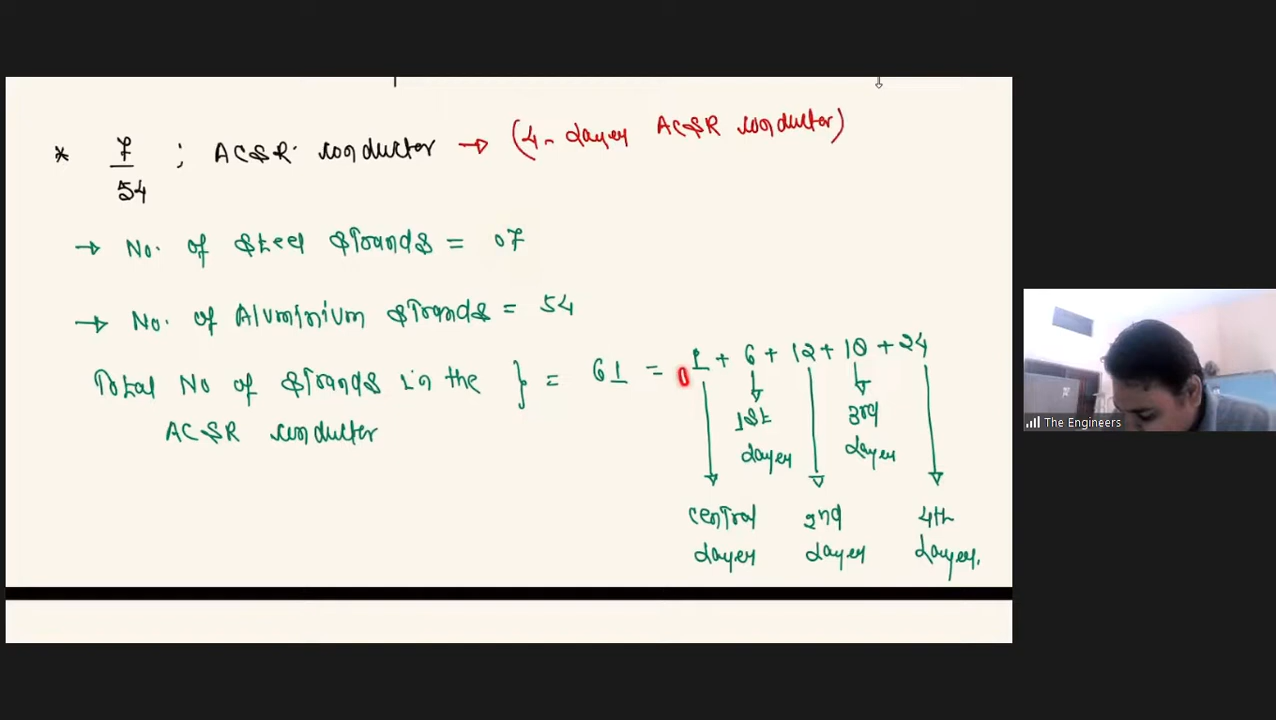 * 7/54 ; ACSR conductor → (4-layer ACSR conductor)
→ No. of Steel Strands = 07
→ No. of Aluminium Strands = 54
Total No of Strands in the } = 61 = 1 + 6 + 12 + 18 + 24
ACSR conductor
1st layer
3rd layer
central layer
2nd layer
4th layer.
The Engineers